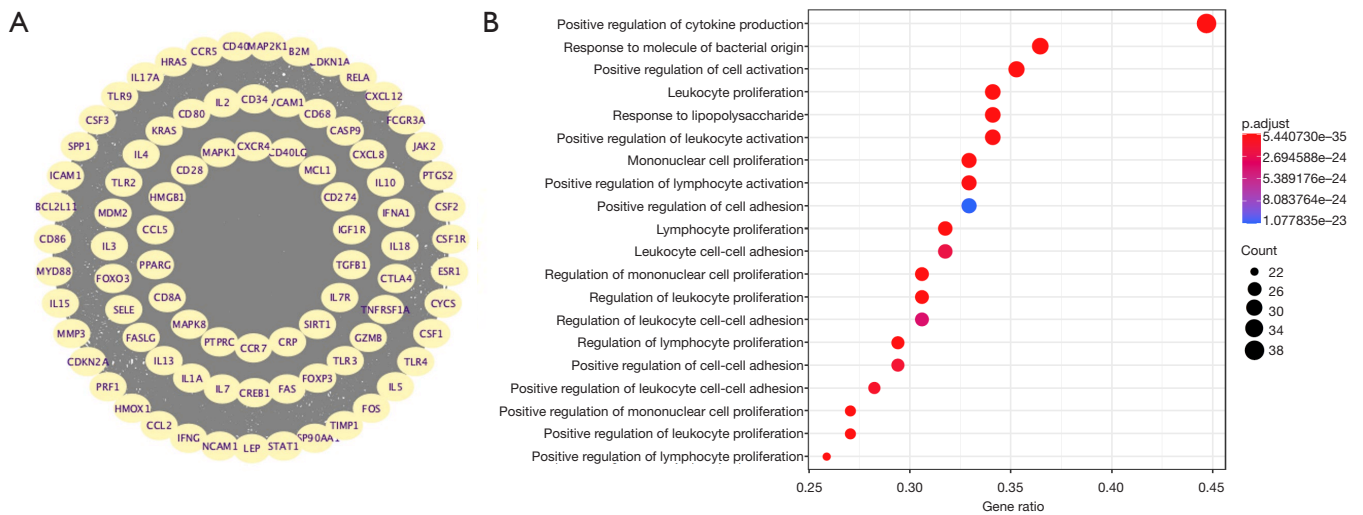 A
CD40
MAP2K1
B2M
CDKN1A
RELA
CXCL12
FCGR3A
JAK2
PTGS2
CSF2
CSF1R
ESR1
CYCS
CSF1
TLR4
IL5
FOS
TIMP1
SP90AA1
STAT1
LEP
NCAM1
IFNG
CCL2
HMOX1
PRF1
CDKN2A
MMP3
IL15
MYD88
CD86
BCL2L11
ICAM1
SPP1
CSF3
TLR9
IL17A
HRAS
CCR5
CD34
VCAM1
CD68
CASP9
CXCL8
IL10
IFNA1
IL18
CTLA4
TNFRSF1A
GZMB
TLR3
FOXP3
FAS
CREB1
IL7
IL1A
IL13
FASLG
SELE
FOXO3
IL3
MDM2
TLR2
IL4
KRAS
CD80
IL2
CXCR4
CD40LG
MCL1
CD274
IGF1R
TGFB1
IL7R
SIRT1
CRP
CCR7
PTPRC
MAPK8
CD8A
PPARG
CCL5
HMGB1
CD28
MAPK1
B
Positive regulation of cytokine production
Response to molecule of bacterial origin
Positive regulation of cell activation
Leukocyte proliferation
Response to lipopolysaccharide
Positive regulation of leukocyte activation
Mononuclear cell proliferation
Positive regulation of lymphocyte activation
Positive regulation of cell adhesion
Lymphocyte proliferation
Leukocyte cell-cell adhesion
Regulation of mononuclear cell proliferation
Regulation of leukocyte proliferation
Regulation of leukocyte cell-cell adhesion
Regulation of lymphocyte proliferation
Positive regulation of cell-cell adhesion
Positive regulation of leukocyte cell-cell adhesion
Positive regulation of mononuclear cell proliferation
Positive regulation of leukocyte proliferation
Positive regulation of lymphocyte proliferation
0.25 0.30 0.35 0.40 0.45
Gene ratio
p.adjust
5.440730e–35
2.694588e–24
5.389176e–24
8.083764e–24
1.077835e–23
Count
22
26
30
34
38